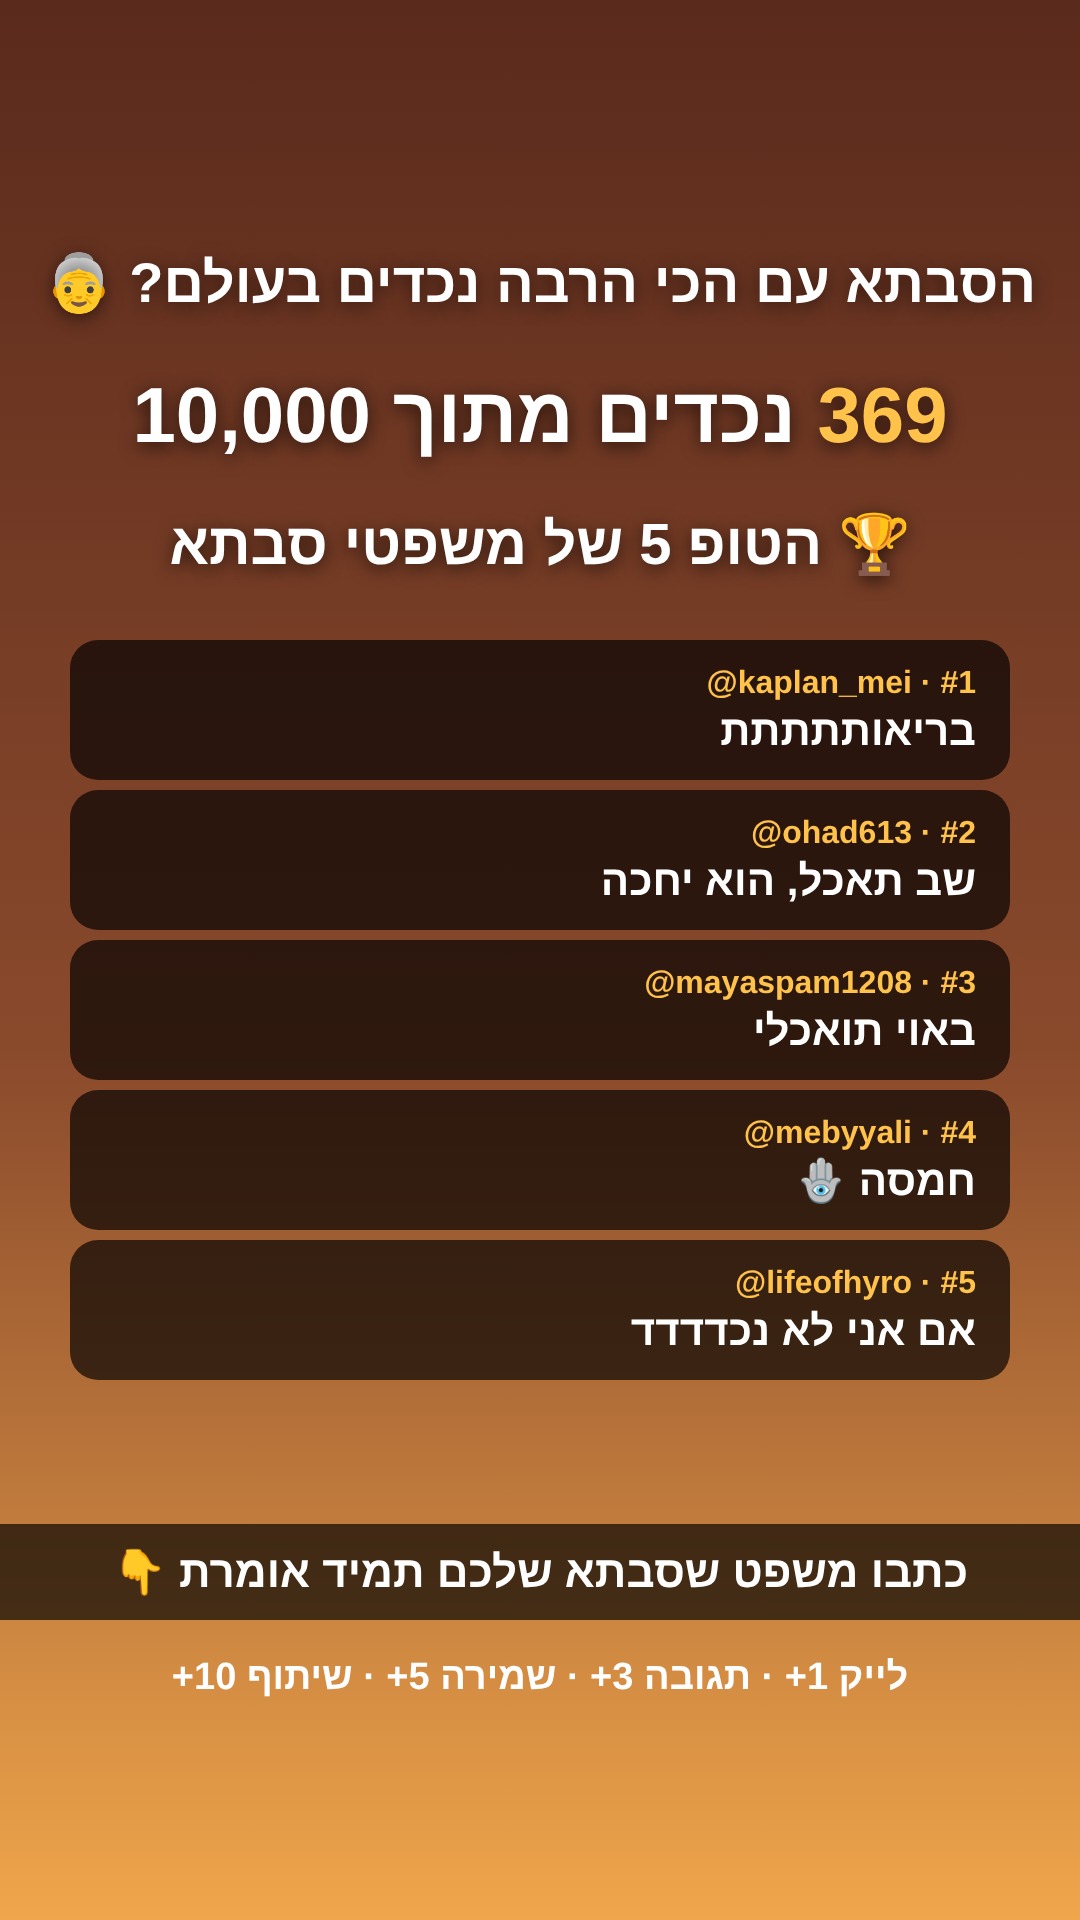 הסבתא עם הכי הרבה נכדים בעולם? 👵
369 נכדים מתוך 10,000
🏆 הטופ 5 של משפטי סבתא
#1 · @kaplan_mei
בריאותתתתת
#2 · @ohad613
שב תאכל, הוא יחכה
#3 · @mayaspam1208
באוי תואכלי
#4 · @mebyyali
חמסה 🪬
#5 · @lifeofhyro
אם אני לא נכדדדד
כתבו משפט שסבתא שלכם תמיד אומרת 👇
לייק 1+ · תגובה 3+ · שמירה 5+ · שיתוף 10+